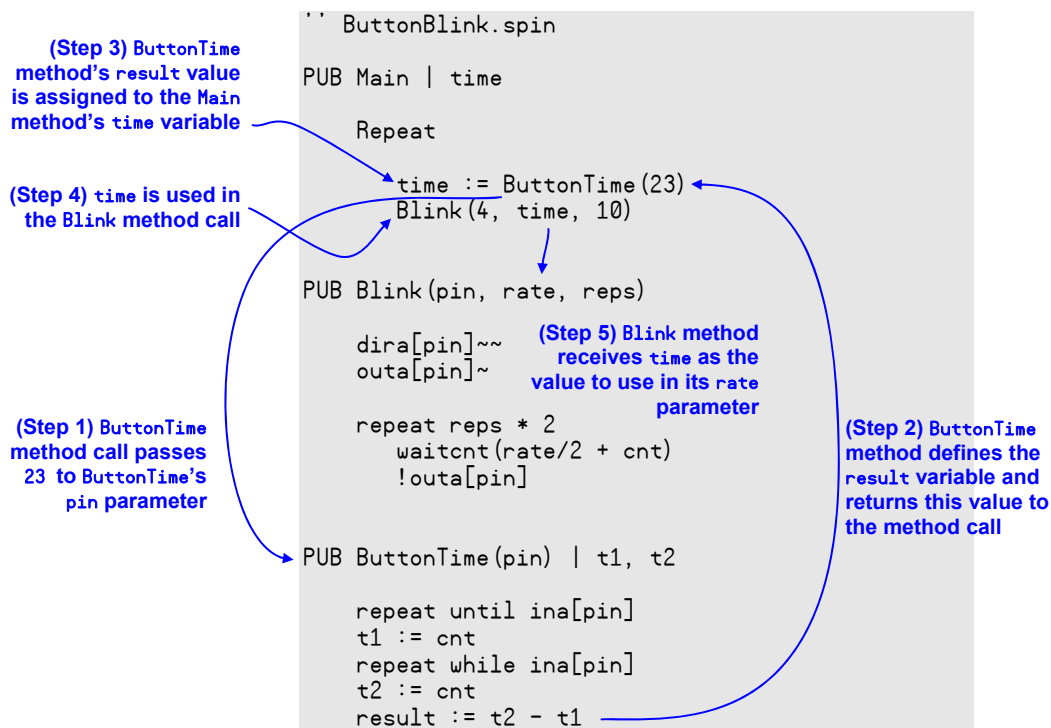 '' ButtonBlink.spin
(Step 3) ButtonTime
method's result value
is assigned to the Main
method's time variable
PUB Main | time
Repeat
time := ButtonTime(23)
Blink(4, time, 10)
(Step 4) time is used in
the Blink method call
PUB Blink(pin, rate, reps)
dira[pin]~~
outa[pin]~
(Step 5) Blink method
receives time as the
value to use in its rate
parameter
repeat reps * 2
waitcnt(rate/2 + cnt)
!outa[pin]
(Step 1) ButtonTime
method call passes
23 to ButtonTime's
pin parameter
(Step 2) ButtonTime
method defines the
result variable and
returns this value to
the method call
PUB ButtonTime(pin) | t1, t2
repeat until ina[pin]
t1 := cnt
repeat while ina[pin]
t2 := cnt
result := t2 - t1